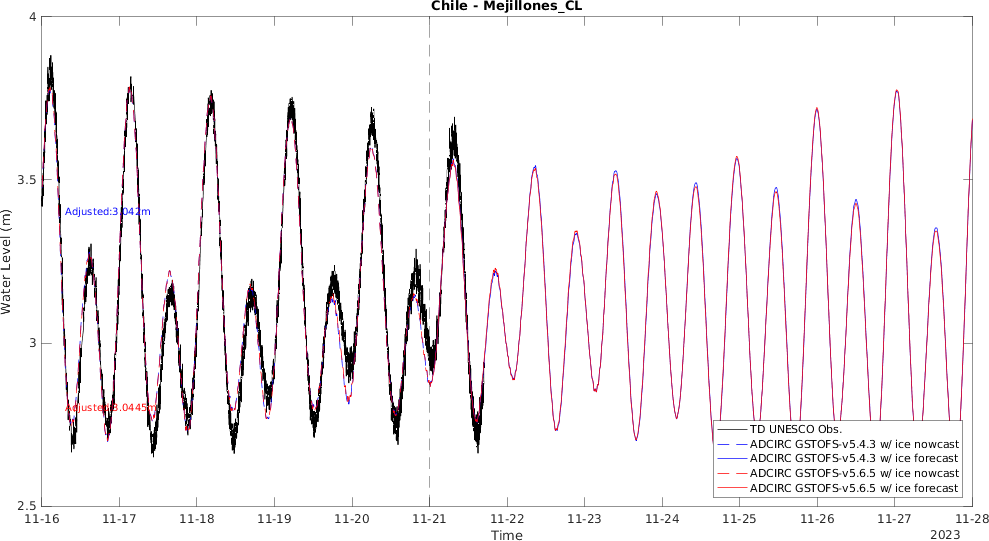 Chile - Mejillones_CL
4
3.5
3
2.5
Water Level (m)
Adjusted:3.042m
Adjusted:3.0445m
TD UNESCO Obs.
ADCIRC GSTOFS-v5.4.3 w/ ice nowcast
ADCIRC GSTOFS-v5.4.3 w/ ice forecast
ADCIRC GSTOFS-v5.6.5 w/ ice nowcast
ADCIRC GSTOFS-v5.6.5 w/ ice forecast
11-16 11-17 11-18 11-19 11-20 11-21 11-22 11-23 11-24 11-25 11-26 11-27 11-28
Time
2023